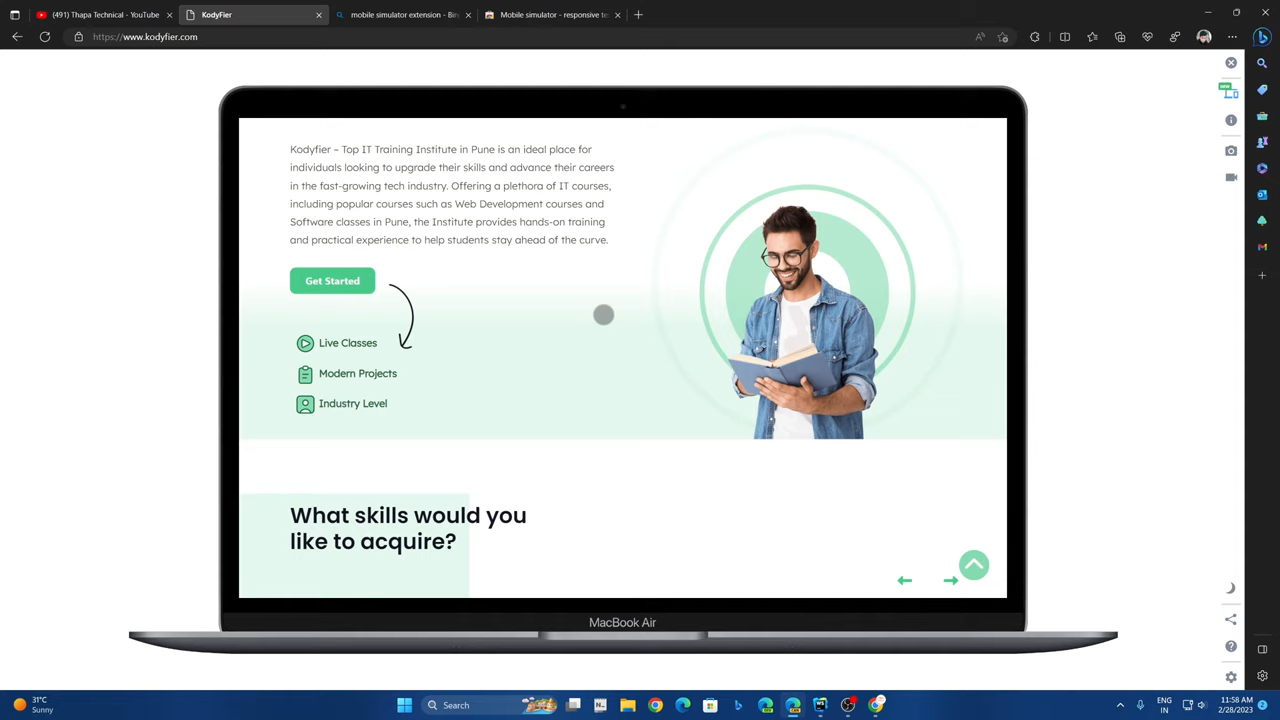 (491) Thapa Technical - YouTube
KodyFier
mobile simulator extension - Bin
Mobile simulator - responsive te
https://www.kodyfier.com
Kodyfier – Top IT Training Institute in Pune is an ideal place for
individuals looking to upgrade their skills and advance their careers
in the fast-growing tech industry. Offering a plethora of IT courses,
including popular courses such as Web Development courses and
Software classes in Pune, the Institute provides hands-on training
and practical experience to help students stay ahead of the curve.
Get Started
Live Classes
Modern Projects
Industry Level
What skills would you
like to acquire?
MacBook Air
NEW
31°C
Sunny
Search
ENG
IN
11:58 AM
2/28/2023